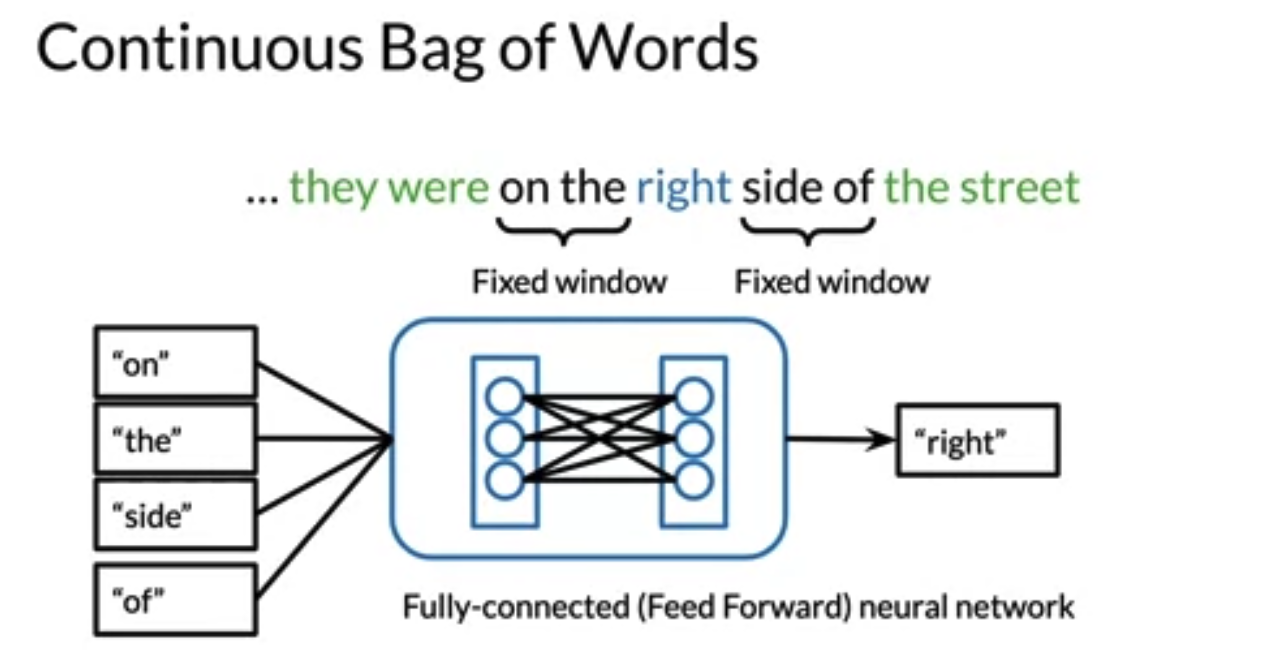 Continuous Bag of Words
... they were on the right side of the street
Fixed window
Fixed window
“on”
“the”
“side”
“of”
“right”
Fully-connected (Feed Forward) neural network